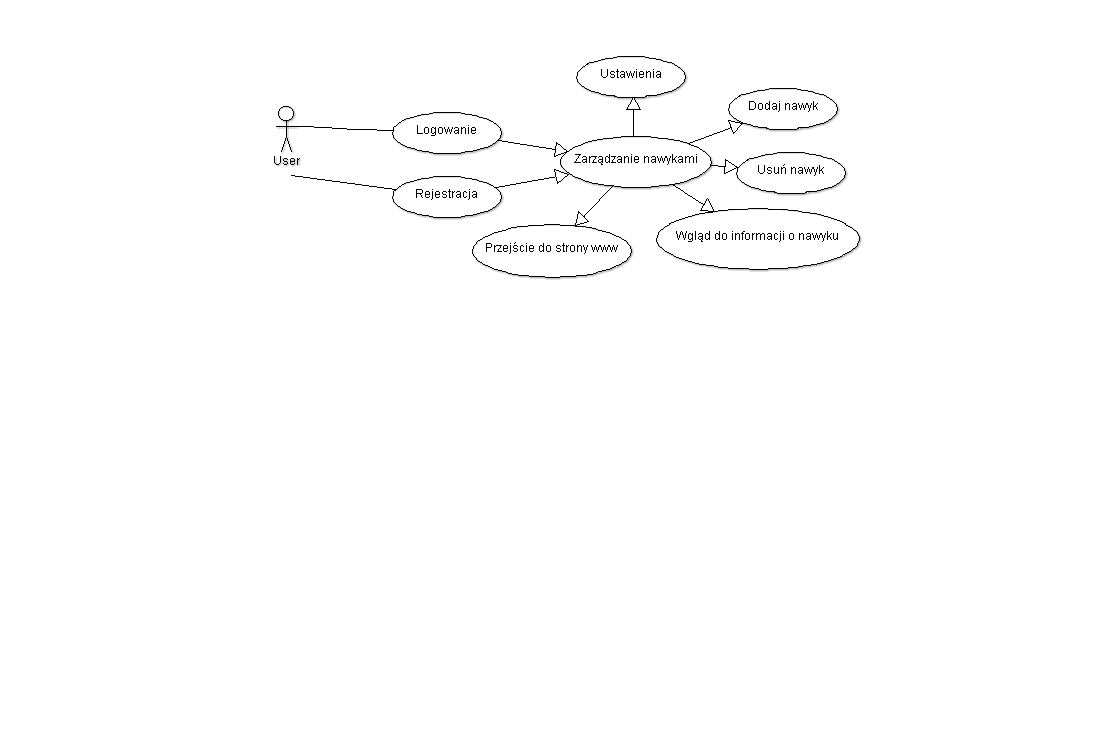 Ustawienia
Dodaj nawyk
Logowanie
User
Zarządzanie nawykami
Usuń nawyk
Rejestracja
Wgląd do informacji o nawyku
Przejście do strony www